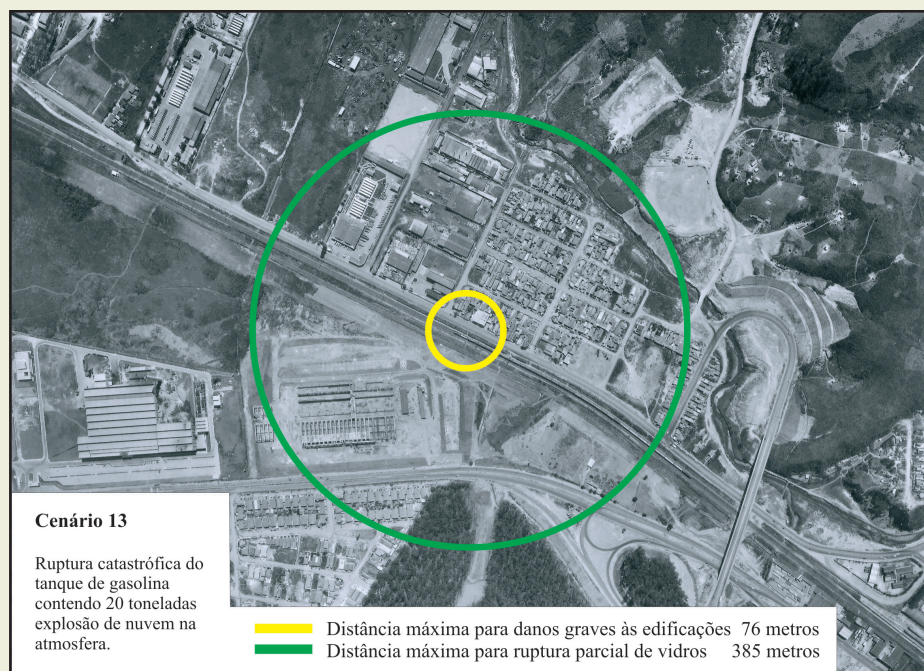 Cenário 13
Ruptura catastrófica do
tanque de gasolina
contendo 20 toneladas
explosão de nuvem na
atmosfera.
Distância máxima para danos graves às edificações 76 metros
Distância máxima para ruptura parcial de vidros 385 metros